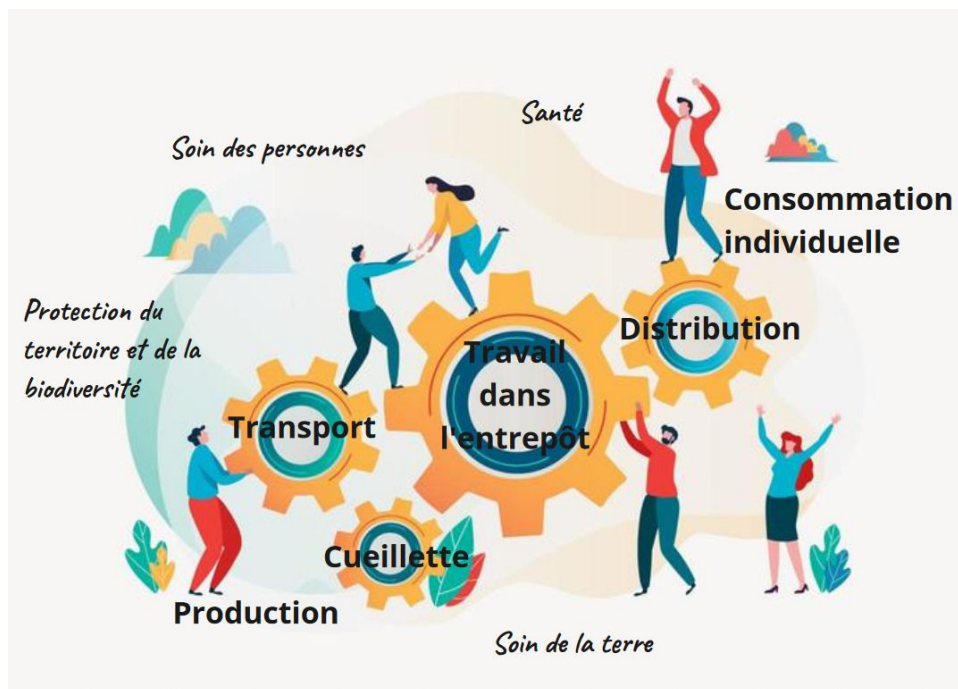 Santé
Soin des personnes
Consommation
individuelle
Protection du
territoire et de la
biodiversité
Distribution
Travail
dans
l'entrepôt
Transport
Cueillette
Production
Soin de la terre